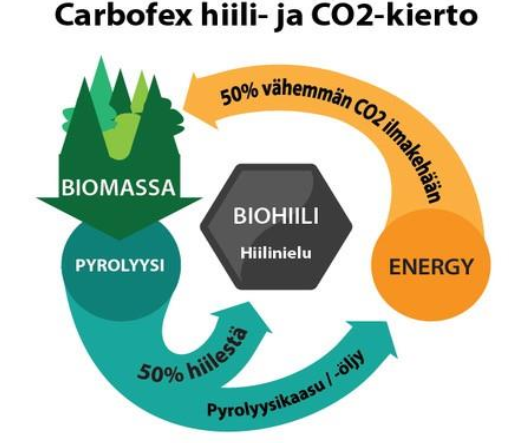 Carbofex hiili- ja CO2-kierto
50% vähemmän CO2 ilmakehään
BIOMASSA
BIOHIILI
Hiilinielu
PYROLYYSI
ENERGY
50% hiilestä
Pyrolyysikaasu / -öljy